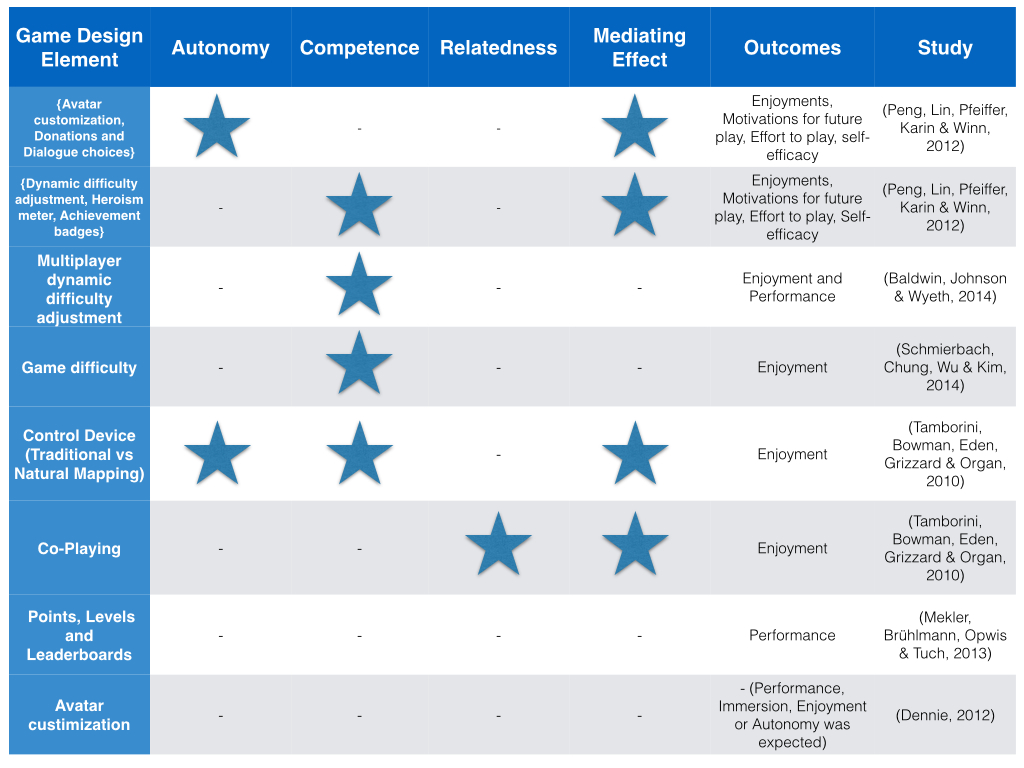 Game Design
Element
Autonomy
Competence
Relatedness
Mediating
Effect
Outcomes
Study
{Avatar
customization,
Donations and
Dialogue choices}
-
-
Enjoyments,
Motivations for future
play, Effort to play, self-
efficacy
(Peng, Lin, Pfeiffer,
Karin & Winn,
2012)
{Dynamic difficulty
adjustment, Heroism
meter, Achievement
badges}
-
-
Enjoyments,
Motivations for future
play, Effort to play, Self-
efficacy
(Peng, Lin, Pfeiffer,
Karin & Winn,
2012)
Multiplayer
dynamic
difficulty
adjustment
-
-
-
Enjoyment and
Performance
(Baldwin, Johnson
& Wyeth, 2014)
Game difficulty
-
-
-
Enjoyment
(Schmierbach,
Chung, Wu & Kim,
2014)
Control Device
(Traditional vs
Natural Mapping)
-
Enjoyment
(Tamborini,
Bowman, Eden,
Grizzard & Organ,
2010)
Co-Playing
-
-
Enjoyment
(Tamborini,
Bowman, Eden,
Grizzard & Organ,
2010)
Points, Levels
and
Leaderboards
-
-
-
-
Performance
(Mekler,
Brühlmann, Opwis
& Tuch, 2013)
Avatar
custimization
-
-
-
-
- (Performance,
Immersion, Enjoyment
or Autonomy was
expected)
(Dennie, 2012)